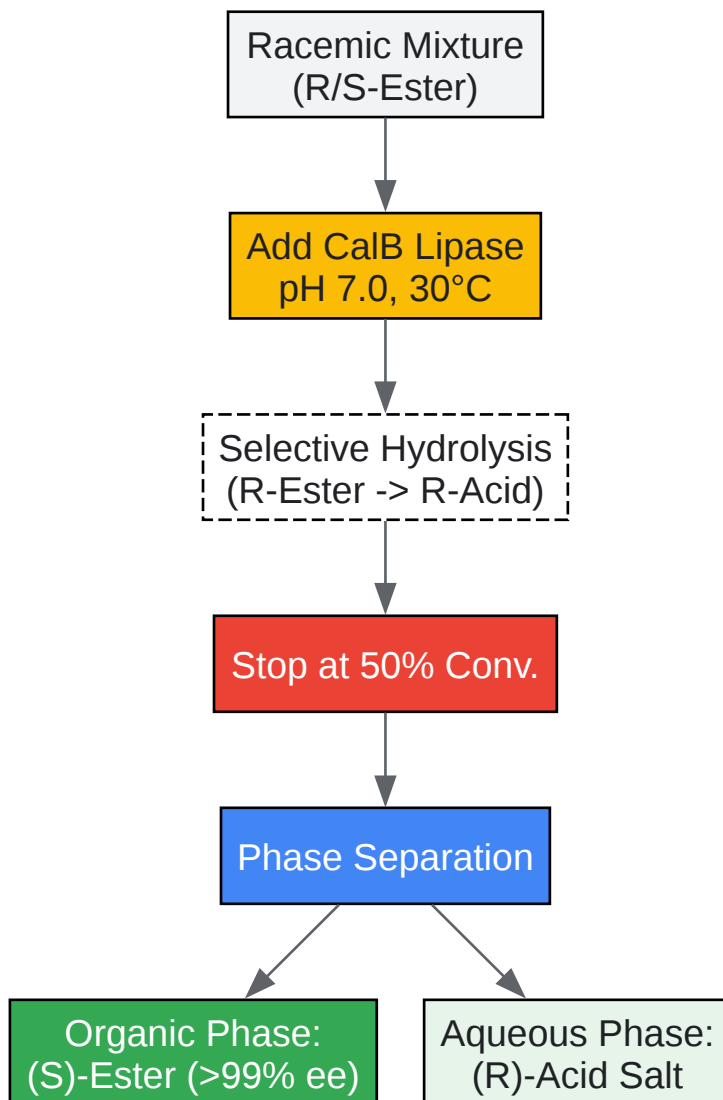 Racemic Mixture
(R/S-Ester)
Add CalB Lipase
pH 7.0, 30°C
Selective Hydrolysis
(R-Ester -> R-Acid)
Stop at 50% Conv.
Phase Separation
Organic Phase:
(S)-Ester (>99% ee)
Aqueous Phase:
(R)-Acid Salt